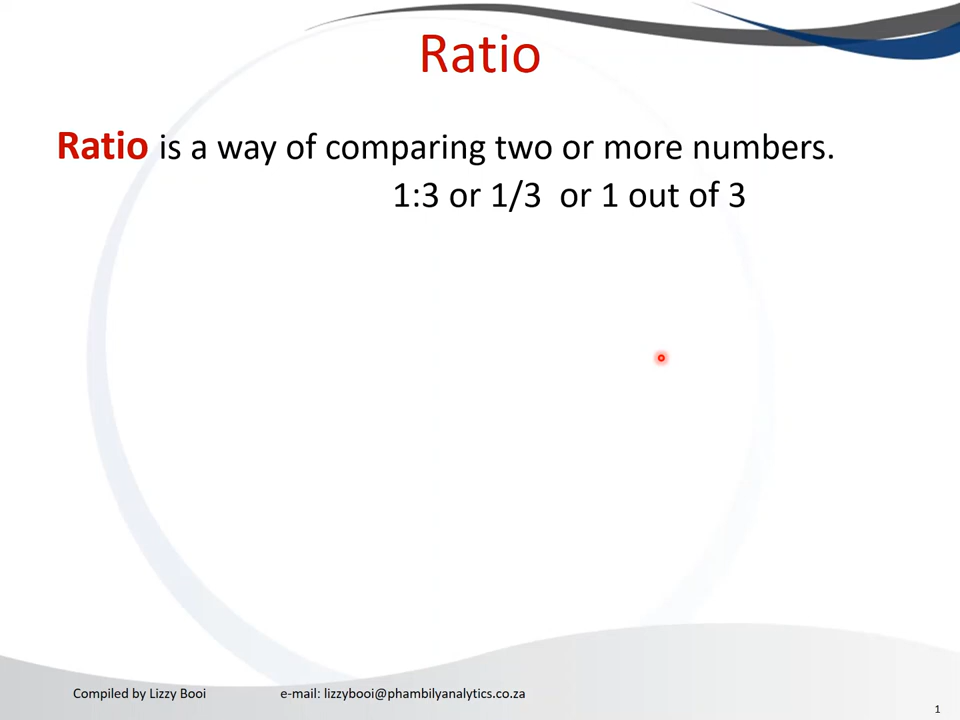 Ratio
Ratio is a way of comparing two or more numbers.
1:3 or 1/3 or 1 out of 3
Compiled by Lizzy Booi e-mail: lizzybooi@phambilyanalytics.co.za
1